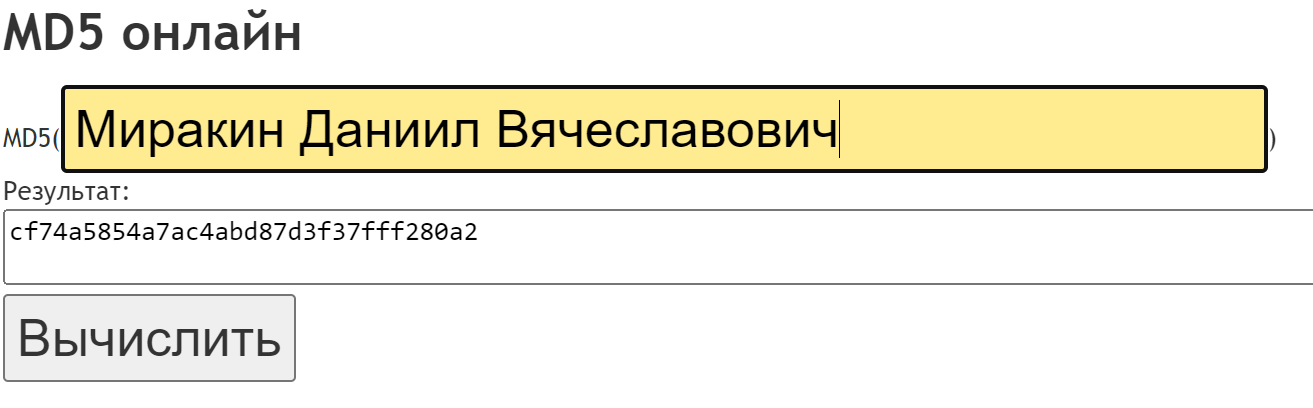 MD5 онлайн
MD5(Миракин Даниил Вячеславович)
Результат:
cf74a5854a7ac4abd87d3f37fff280a2
Вычислить